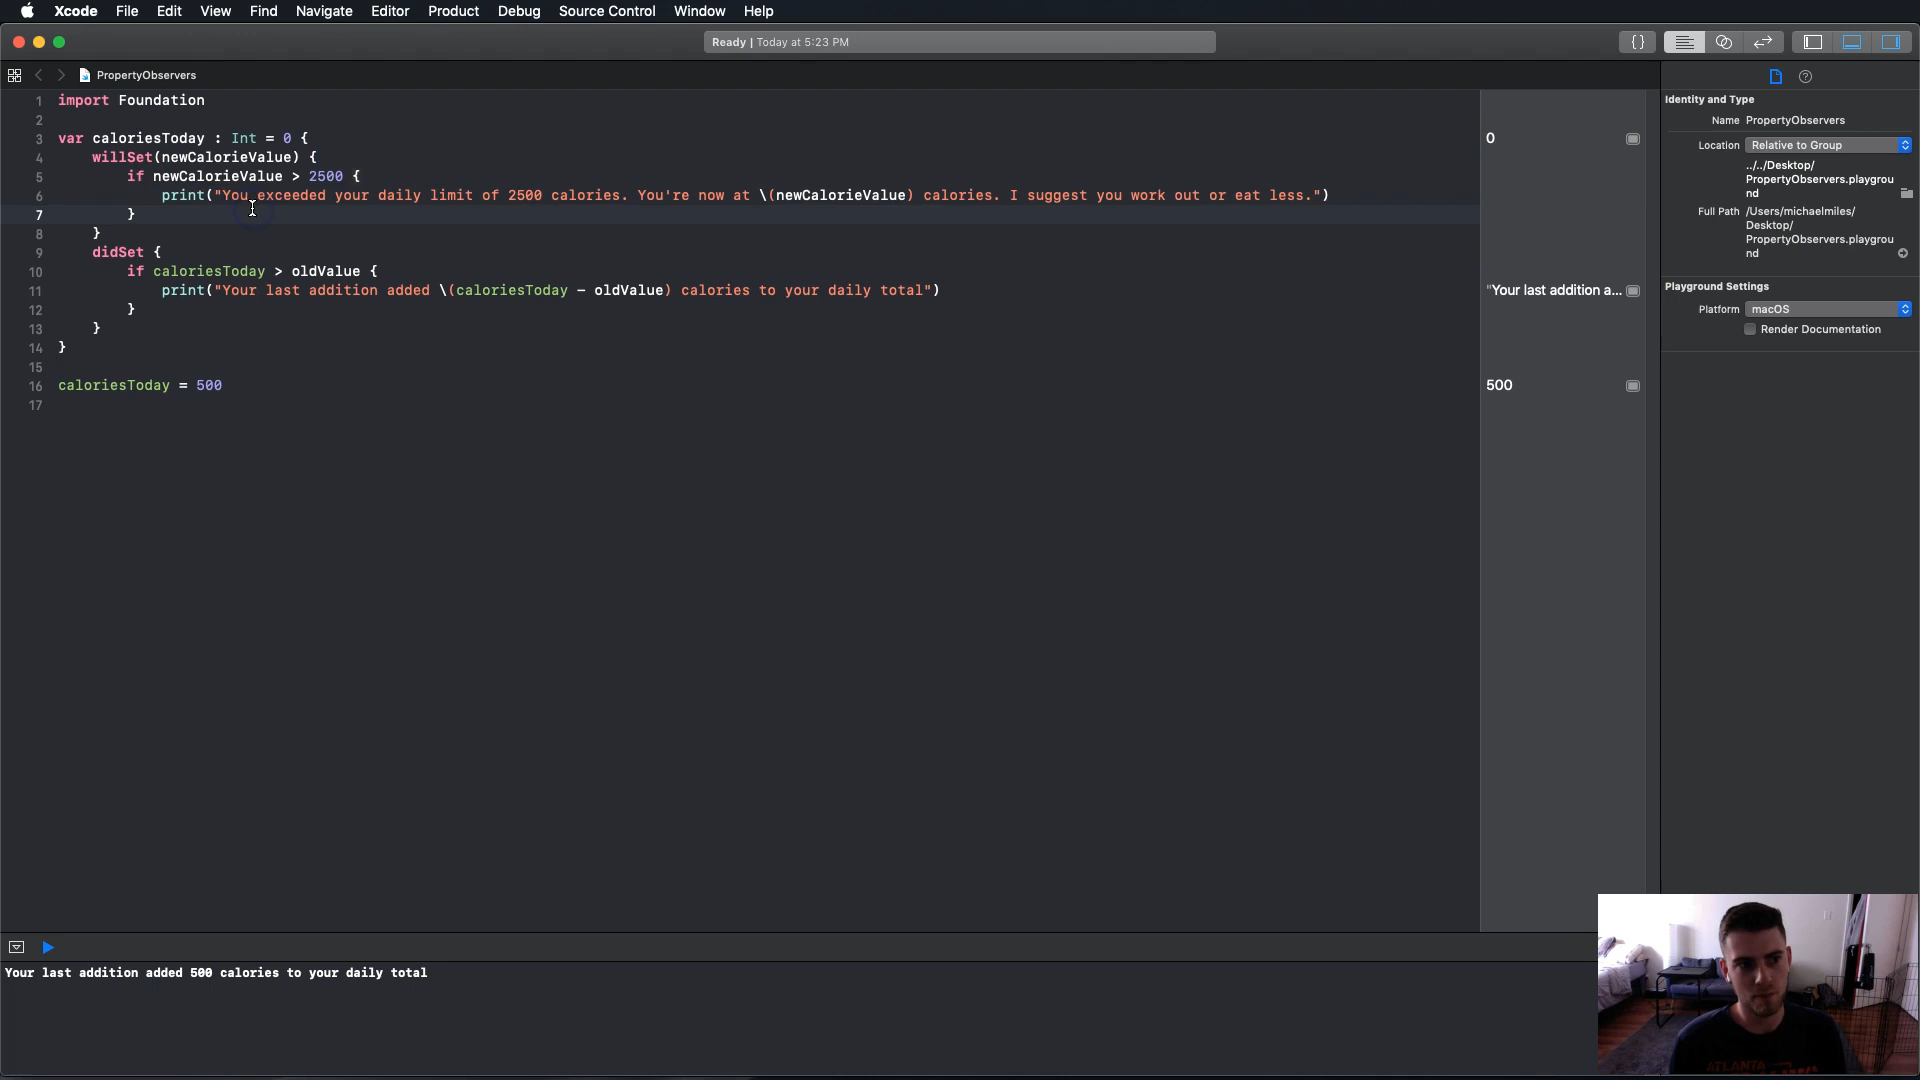 Xcode File Edit View Find Navigate Editor Product Debug Source Control Window Help
Ready | Today at 5:23 PM
{}
PropertyObservers
1 import Foundation
2
3 var caloriesToday : Int = 0 {
4 willSet(newCalorieValue) {
5 if newCalorieValue > 2500 {
6 print("You exceeded your daily limit of 2500 calories. You're now at \(newCalorieValue) calories. I suggest you work out or eat less.")
7 }
8 }
9 didSet {
10 if caloriesToday > oldValue {
11 print("Your last addition added \(caloriesToday - oldValue) calories to your daily total")
12 }
13 }
14 }
15
16 caloriesToday = 500
17
0
"Your last addition a...
500
Identity and Type
Name PropertyObservers
Location Relative to Group
../../Desktop/
PropertyObservers.playgrou
nd
Full Path /Users/michaelmiles/
Desktop/
PropertyObservers.playgrou
nd
Playground Settings
Platform macOS
Render Documentation
Your last addition added 500 calories to your daily total
ATLANTA